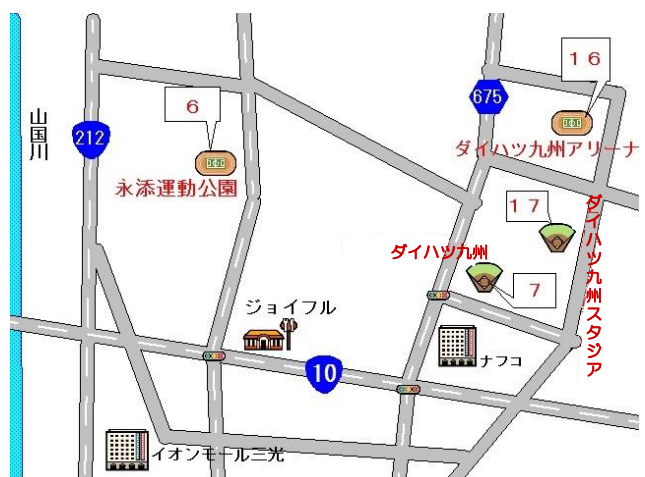 １６
675
６
山国川
212
ダイハツ九州アリーナ
永添運動公園
１７
ダイハツ九州スタジア
ダイハツ九州
７
ジョイフル
ナフコ
10
イオンモール三光